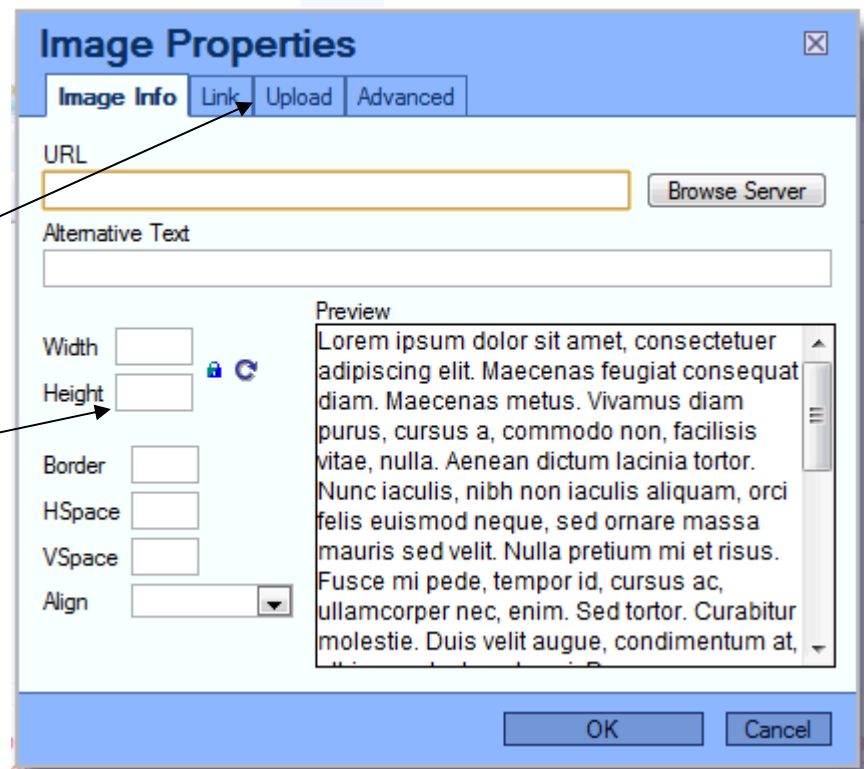 Image Properties
Image Info Link Upload Advanced
URL
Browse Server
Alternative Text
Preview
Width
Height
Border
HSpace
VSpace
Align
Lorem ipsum dolor sit amet, consectetuer
adipiscing elit. Maecenas feugiat consequat
diam. Maecenas metus. Vivamus diam
purus, cursus a, commodo non, facilisis
vitae, nulla. Aenean dictum lacinia tortor.
Nunc iaculis, nibh non iaculis aliquam, orci
felis euismod neque, sed ornare massa
mauris sed velit. Nulla pretium mi et risus.
Fusce mi pede, tempor id, cursus ac,
ullamcorper nec, enim. Sed tortor. Curabitur
molestie. Duis velit augue, condimentum at,
OK Cancel